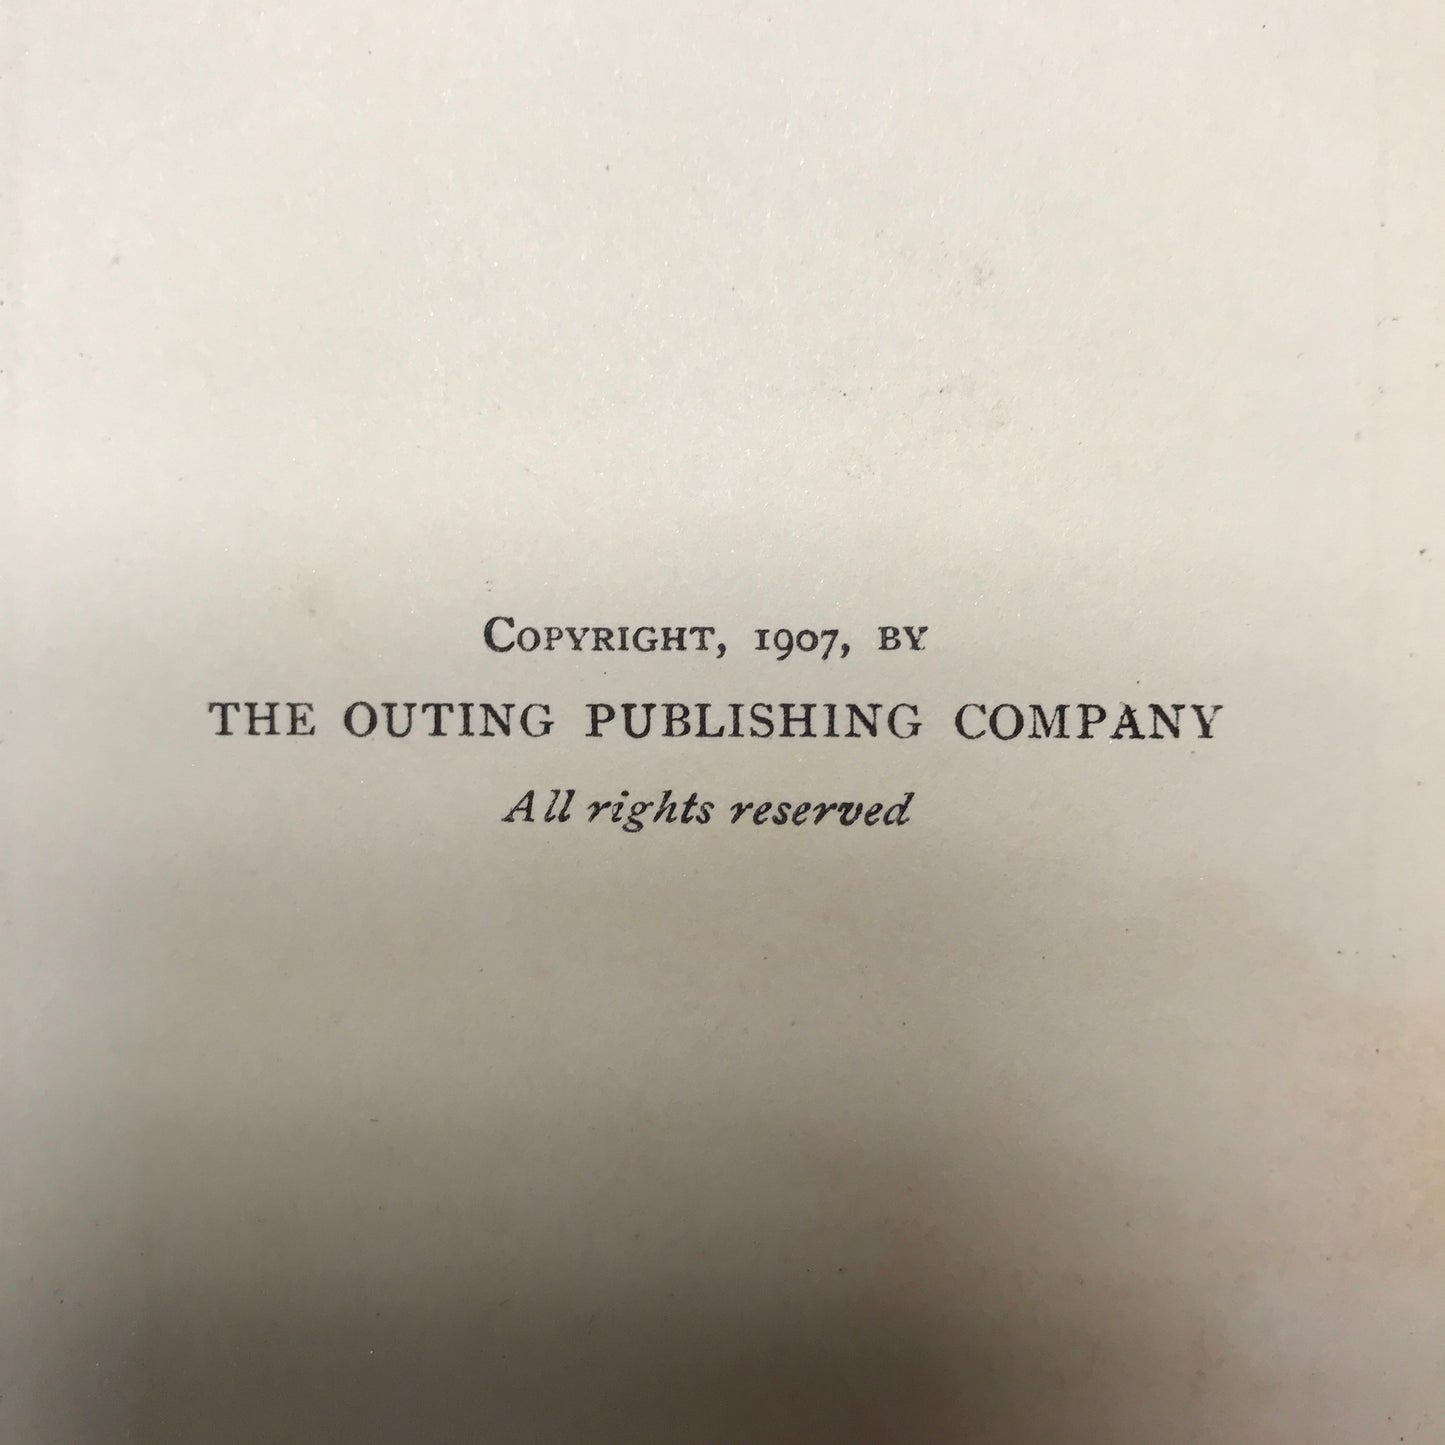 Copyright, 1907, by
THE OUTING PUBLISHING COMPANY
All rights reserved